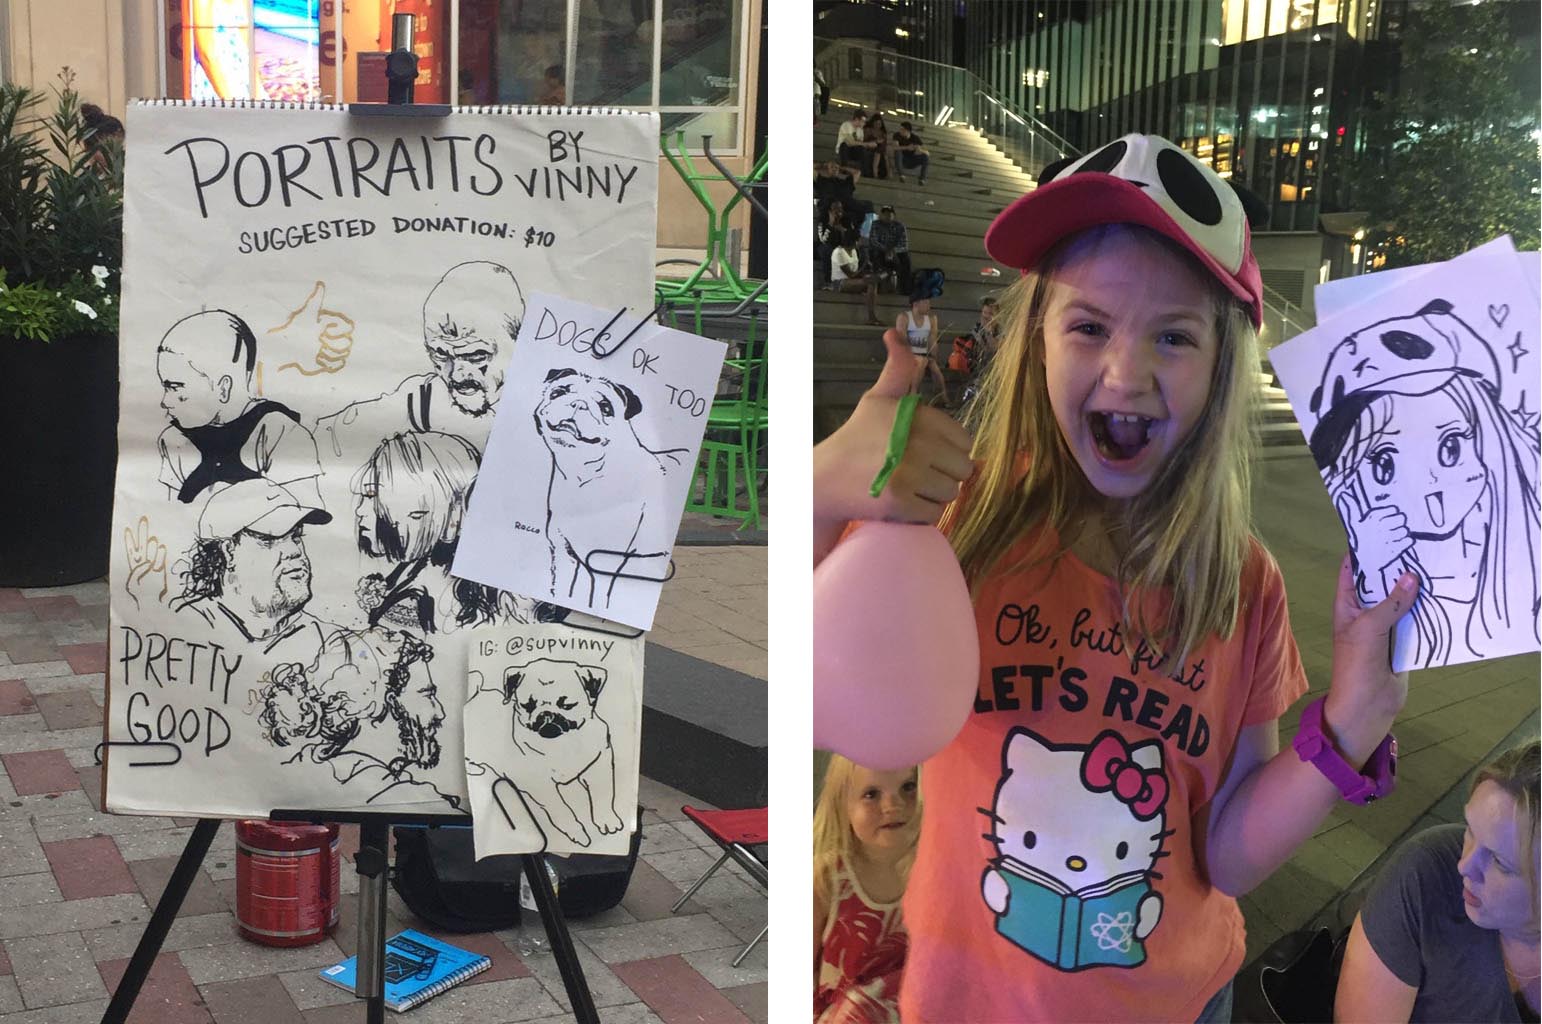 PORTRAITS BY
VINNY
SUGGESTED DONATION: $10
DOGS OK
TOO
Rocco
IG: @SUPVINNY
PRETTY
GOOD
Ok, but first
LET'S READ